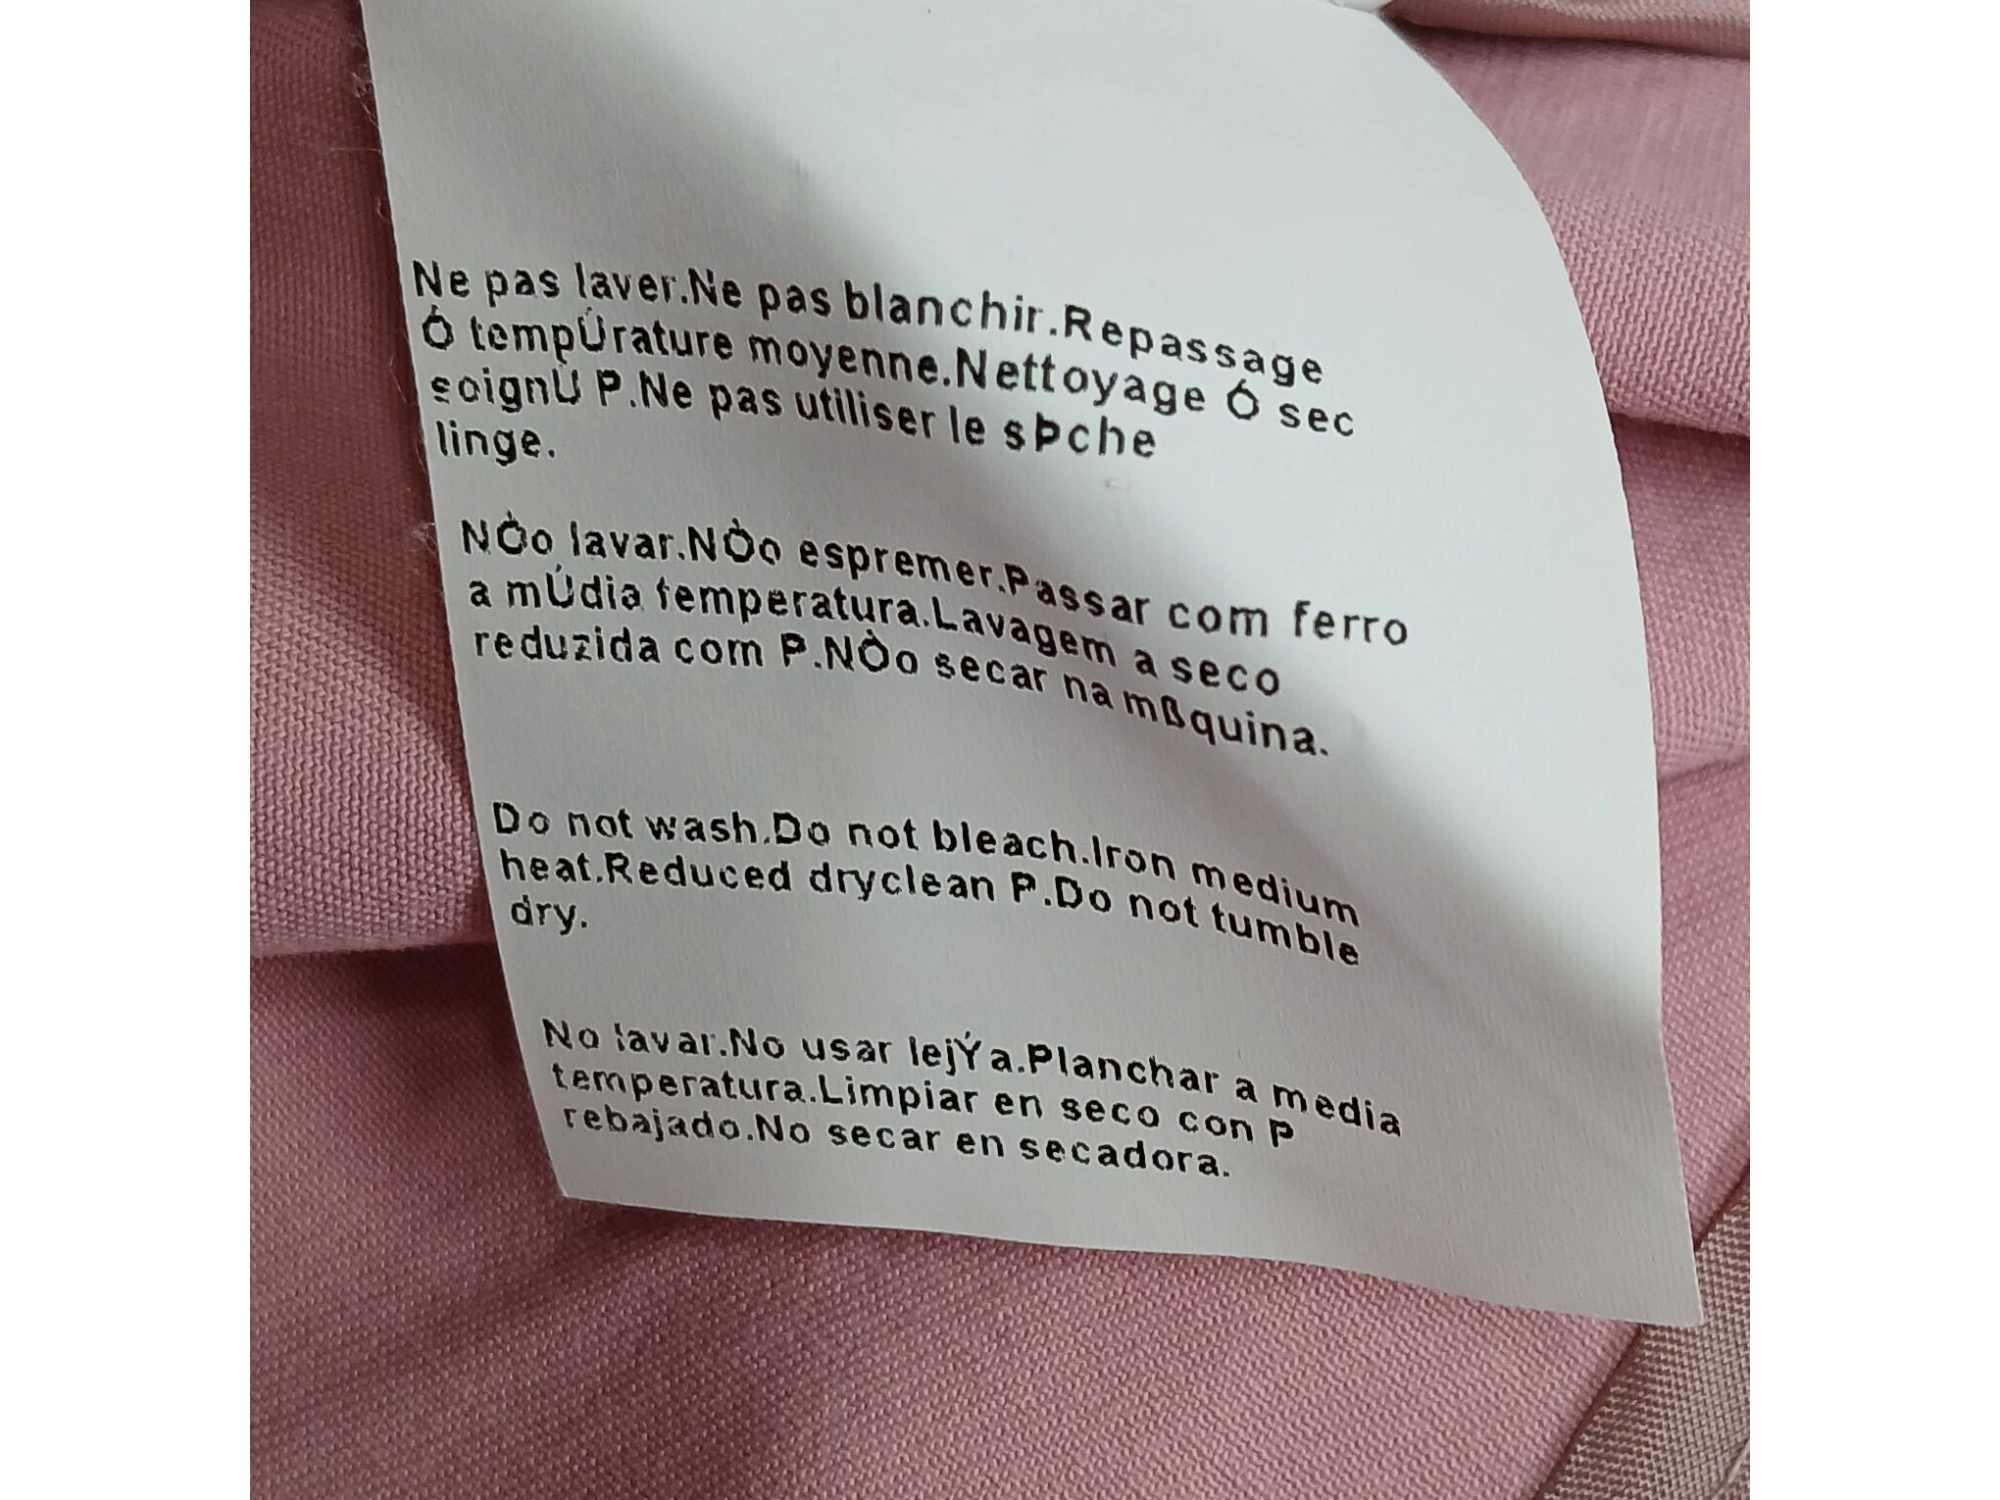 Ne pas laver.Ne pas blanchir.Repassage
Ó tempÚrature moyenne.Nettoyage Ó sec
soignÚ P.Ne pas utiliser le sÞche
linge.
NÒo lavar.NÒo espremer.Passar com ferro
a mÚdia temperatura.Lavagem a seco
reduzida com P.NÒo secar na mßquina.
Do not wash.Do not bleach.Iron medium
heat.Reduced dryclean P.Do not tumble
dry.
No lavar.No usar lejÝa.Planchar a media
temperatura.Limpiar en seco con P
rebajado.No secar en secadora.